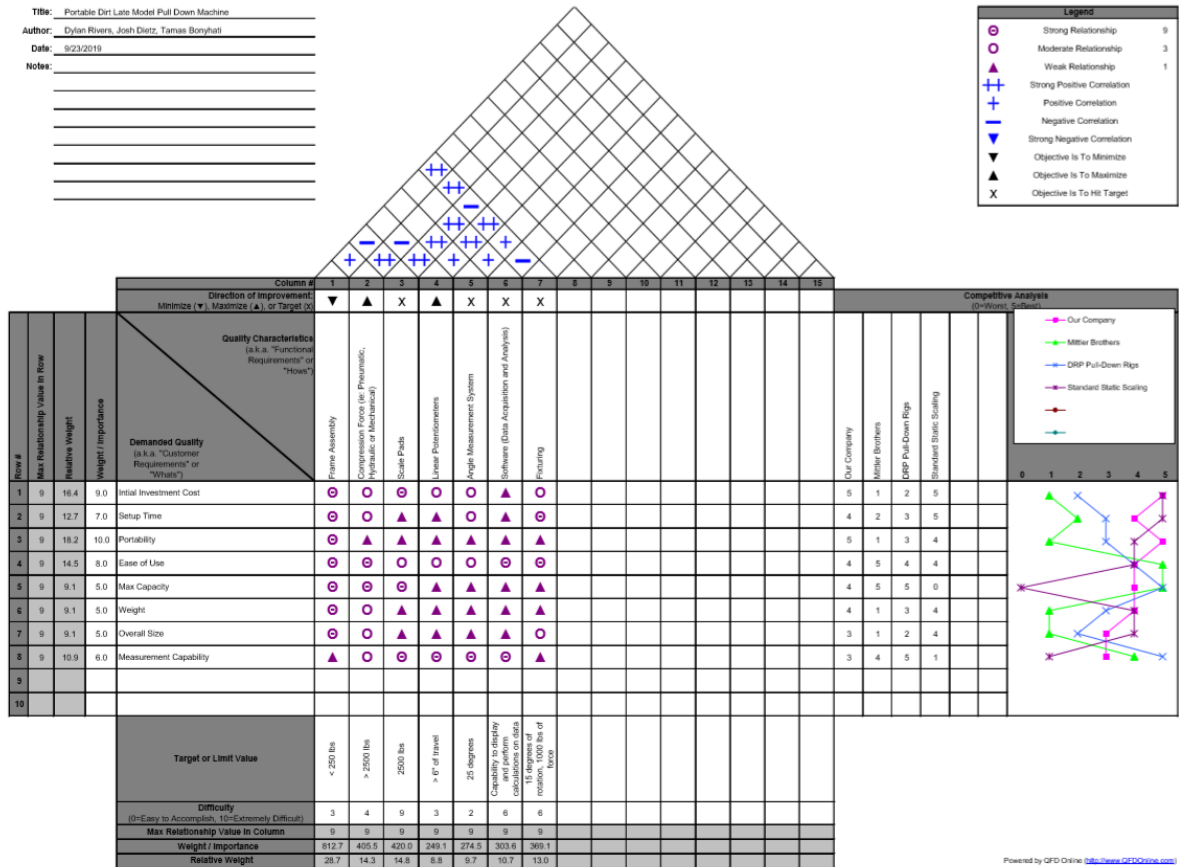 Title: Portable Dirt Late Model Pull Down Machine
Author: Dylan Rivers, Josh Dietz, Tamas Bonyhati
Date: 9/23/2019
Notes:
Legend
Strong Relationship 9
Moderate Relationship 3
Weak Relationship 1
Strong Positive Correlation
Positive Correlation
Negative Correlation
Strong Negative Correlation
Objective Is To Minimize
Objective Is To Maximize
X Objective Is To Hit Target
Column # 1 2 3 4 5 6 7 8 9 10 11 12 13 14 15
Direction of Improvement:
Minimize (▼), Maximize (▲), or Target (x)
▼ ▲ X ▲ X X X
Competitive Analysis
(0=Worst, 5=Best)
Our Company
Mittler Brothers
DRP Pull-Down Rigs
Standard Static Scaling
0 1 2 3 4 5
Quality Characteristics
(a.k.a. "Functional
Requirements" or
"Hows")
Demanded Quality
(a.k.a. "Customer
Requirements" or
"Whats")
Row #
Max Relationship Value In Row
Relative Weight
Weight / Importance
Frame Assembly
Compression Force (ie: Pneumatic,
Hydraulic or Mechanical)
Scale Pads
Linear Potentiometers
Angle Measurement System
Software (Data Acquisition and Analysis)
Fixturing
Our Company
Mittler Brothers
DRP Pull-Down Rigs
Standard Static Scaling
1 9 16.4 9.0 Intial Investment Cost 5 1 2 5
2 9 12.7 7.0 Setup Time 4 2 3 5
3 9 18.2 10.0 Portability 5 1 3 4
4 9 14.5 8.0 Ease of Use 4 5 4 4
5 9 9.1 5.0 Max Capacity 4 5 5 0
6 9 9.1 5.0 Weight 4 1 3 4
7 9 9.1 5.0 Overall Size 3 1 2 4
8 9 10.9 6.0 Measurement Capability 3 4 5 1
9
10
Target or Limit Value
< 250 lbs
> 2500 lbs
2500 lbs
> 6" of travel
25 degrees
Capability to display
and perform
calculations on data
15 degrees of
rotation, 1000 lbs of
force
Difficulty
(0=Easy to Accomplish, 10=Extremely Difficult)
3 4 9 3 2 6 6
Max Relationship Value in Column 9 9 9 9 9 9 9
Weight / Importance 812.7 405.5 420.0 249.1 274.5 303.6 369.1
Relative Weight 28.7 14.3 14.8 8.8 9.7 10.7 13.0
Powered by QFD Online (http://www.QFDOnline.com)